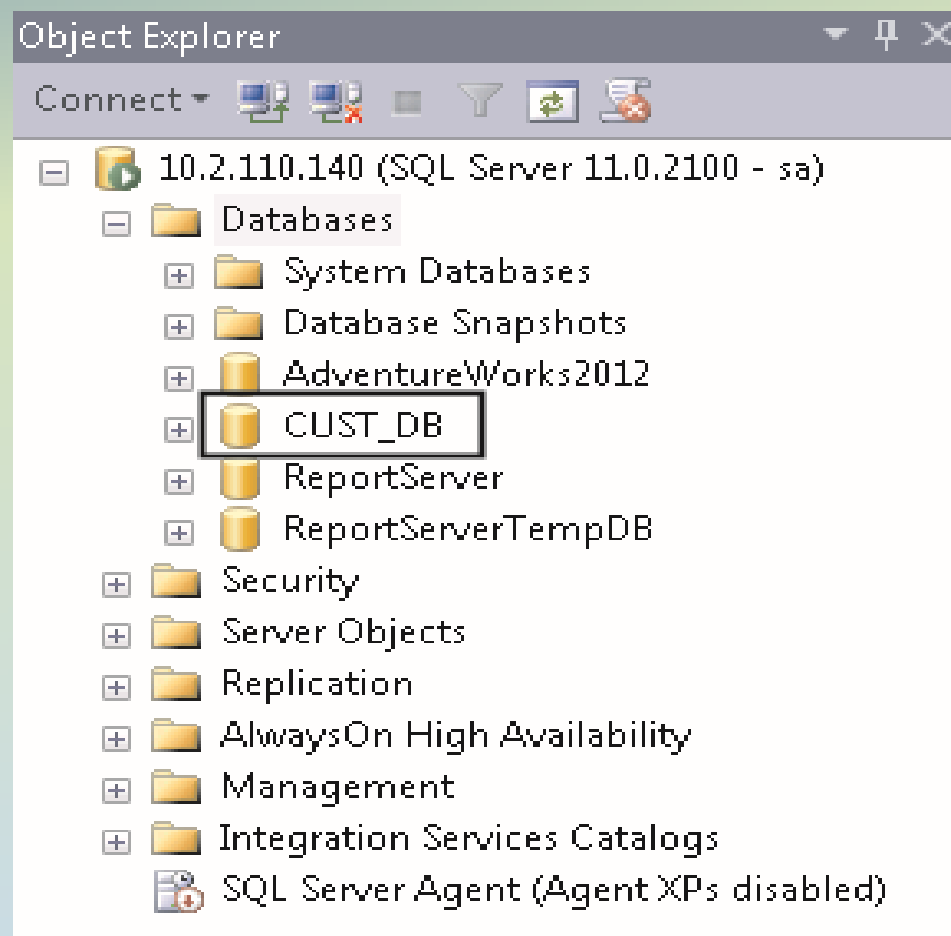 Object Explorer
Connect
10.2.110.140 (SQL Server 11.0.2100 - sa)
Databases
System Databases
Database Snapshots
AdventureWorks2012
CUST_DB
ReportServer
ReportServerTempDB
Security
Server Objects
Replication
AlwaysOn High Availability
Management
Integration Services Catalogs
SQL Server Agent (Agent XPs disabled)